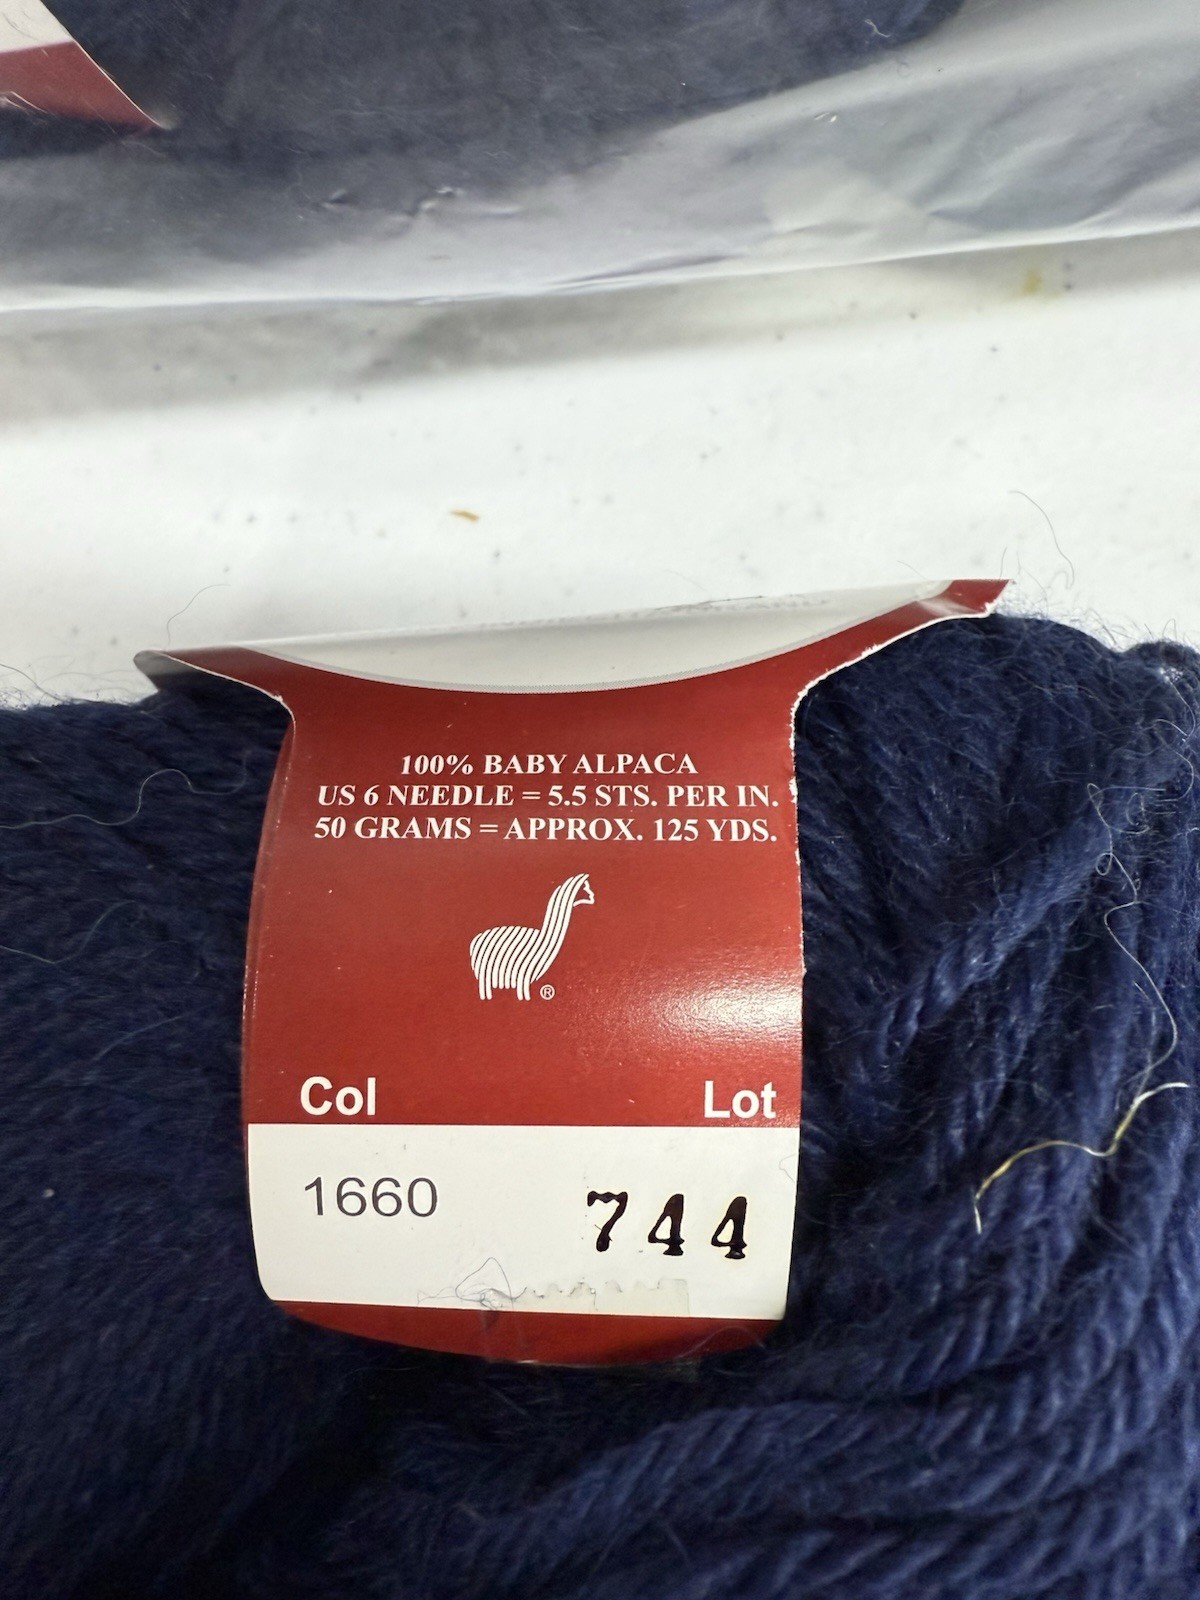 100% BABY ALPACA
US 6 NEEDLE = 5.5 STS. PER IN.
50 GRAMS = APPROX. 125 YDS.
®
Col Lot
1660 744